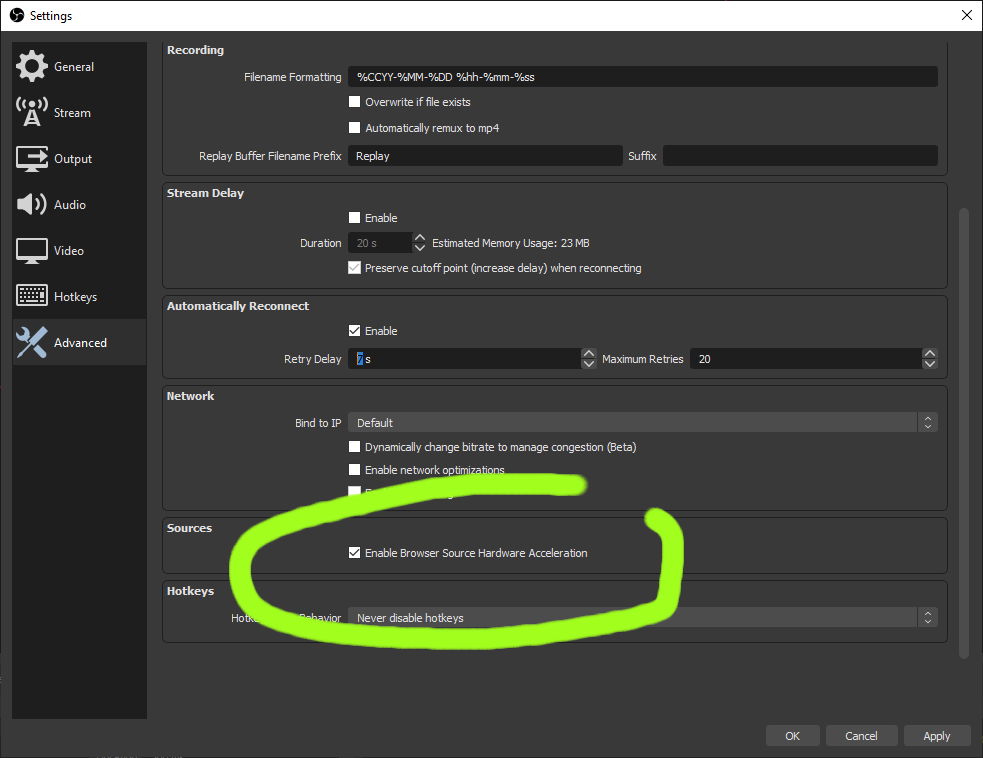 Settings
General
Stream
Output
Audio
Video
Hotkeys
Advanced
Recording
Filename Formatting %CCYY-%MM-%DD %hh-%mm-%ss
Overwrite if file exists
Automatically remux to mp4
Replay Buffer Filename Prefix Replay Suffix
Stream Delay
Enable
Duration 20 s Estimated Memory Usage: 23 MB
Preserve cutoff point (increase delay) when reconnecting
Automatically Reconnect
Enable
Retry Delay 7 s Maximum Retries 20
Network
Bind to IP Default
Dynamically change bitrate to manage congestion (Beta)
Enable network optimizations
Sources
Enable Browser Source Hardware Acceleration
Hotkeys
Never disable hotkeys
OK Cancel Apply